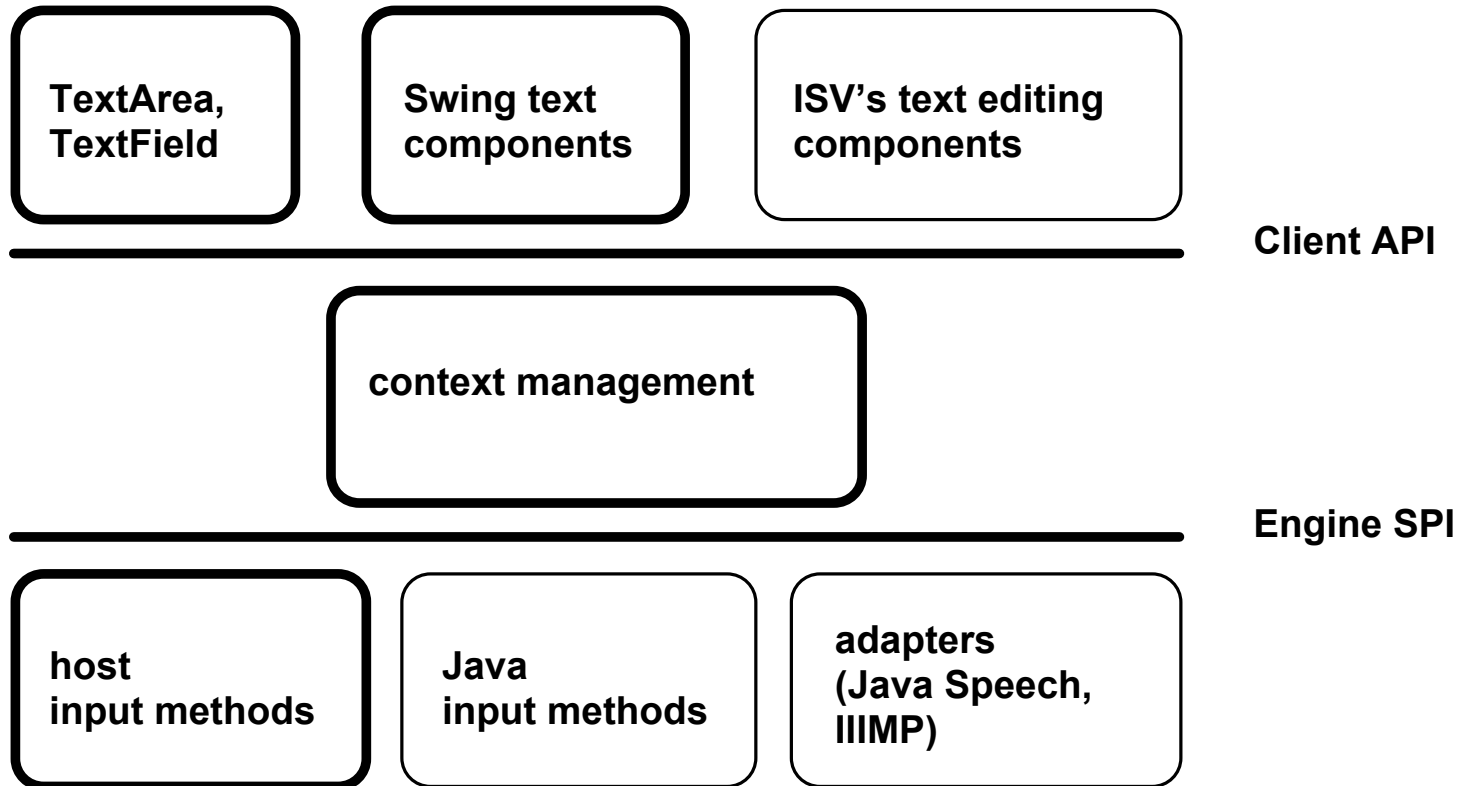 TextArea,
TextField
Swing text
components
ISV’s text editing
components
Client API
context management
Engine SPI
host
input methods
Java
input methods
adapters
(Java Speech,
IIIMP)